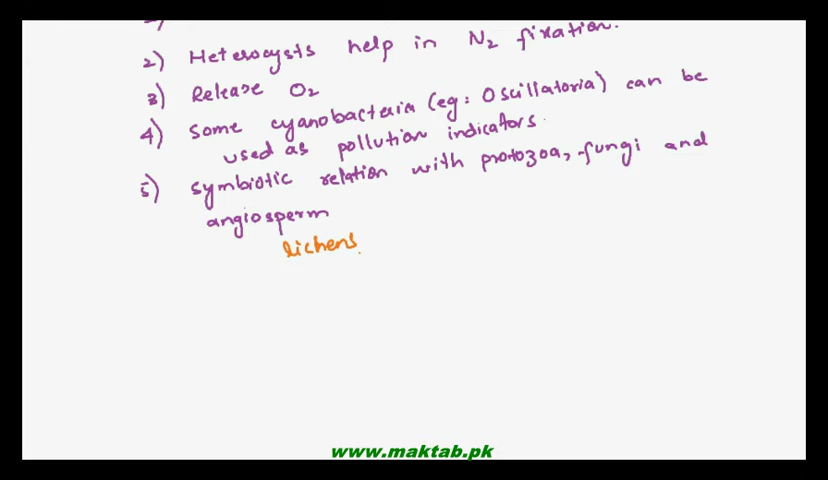 2) Heterocysts help in N2 fixation.
3) Release O2
4) Some cyanobacteria (eg: Oscillatoria) can be
used as pollution indicators.
5) symbiotic relation with protozoa, fungi and
angiosperm
lichens.
www.maktab.pk